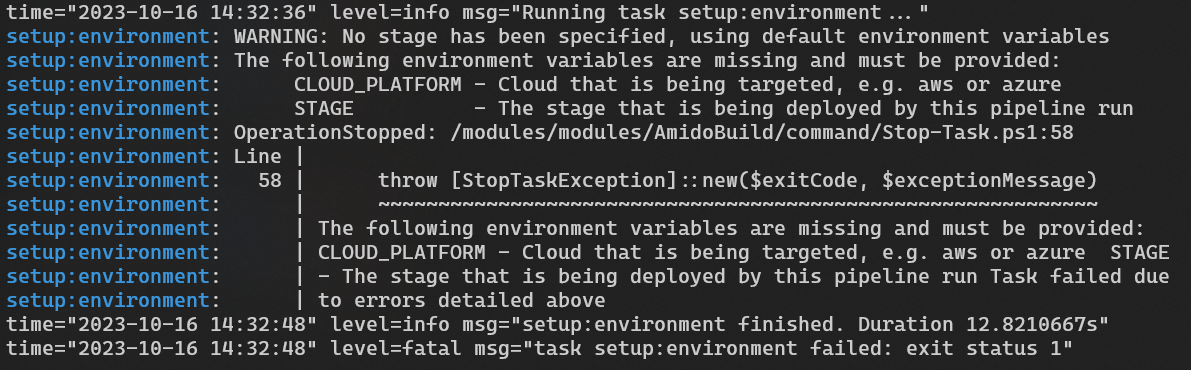 time="2023-10-16 14:32:36" level=info msg="Running task setup:environment..."
setup:environment: WARNING: No stage has been specified, using default environment variables
setup:environment: The following environment variables are missing and must be provided:
setup:environment:      CLOUD_PLATFORM - Cloud that is being targeted, e.g. aws or azure
setup:environment:      STAGE          - The stage that is being deployed by this pipeline run
setup:environment: OperationStopped: /modules/modules/AmidoBuild/command/Stop-Task.ps1:58
setup:environment: Line |
setup:environment:   58 |      throw [StopTaskException]::new($exitCode, $exceptionMessage)
setup:environment:      |      ~~~~~~~~~~~~~~~~~~~~~~~~~~~~~~~~~~~~~~~~~~~~~~~~~~~~~~~~~~~~
setup:environment:      | The following environment variables are missing and must be provided:
setup:environment:      | CLOUD_PLATFORM - Cloud that is being targeted, e.g. aws or azure  STAGE
setup:environment:      | - The stage that is being deployed by this pipeline run Task failed due
setup:environment:      | to errors detailed above
time="2023-10-16 14:32:48" level=info msg="setup:environment finished. Duration 12.8210667s"
time="2023-10-16 14:32:48" level=fatal msg="task setup:environment failed: exit status 1"